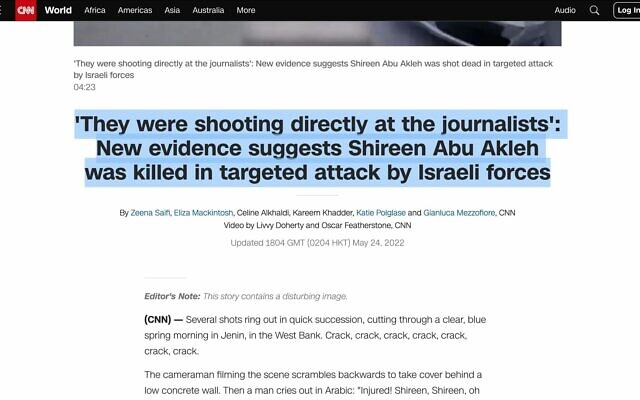 CNN World Africa Americas Asia Australia More Audio Log In
'They were shooting directly at the journalists': New evidence suggests Shireen Abu Akleh was shot dead in targeted attack
by Israeli forces
04:23
'They were shooting directly at the journalists':
New evidence suggests Shireen Abu Akleh
was killed in targeted attack by Israeli forces
By Zeena Saifi, Eliza Mackintosh, Celine Alkhaldi, Kareem Khadder, Katie Polglase and Gianluca Mezzofiore, CNN
Video by Livvy Doherty and Oscar Featherstone, CNN
Updated 1804 GMT (0204 HKT) May 24, 2022
Editor's Note: This story contains a disturbing image.
(CNN) — Several shots ring out in quick succession, cutting through a clear, blue
spring morning in Jenin, in the West Bank. Crack, crack, crack, crack, crack,
crack, crack.
The cameraman filming the scene scrambles backwards to take cover behind a
low concrete wall. Then a man cries out in Arabic: "Injured! Shireen, Shireen, oh